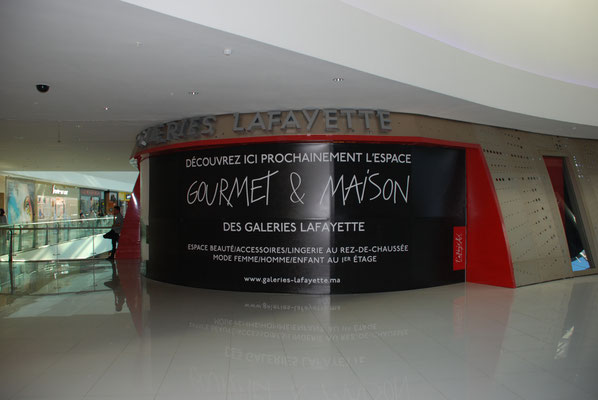 GALERIES LAFAYETTE
DÉCOUVREZ ICI PROCHAINEMENT L'ESPACE
GOURMET & MAISON
DES GALERIES LAFAYETTE
ESPACE BEAUTÉ/ACCESSOIRES/LINGERIE AU REZ-DE-CHAUSSÉE
MODE FEMME/HOMME/ENFANT AU 1ER ÉTAGE
www.galeries-lafayette.ma